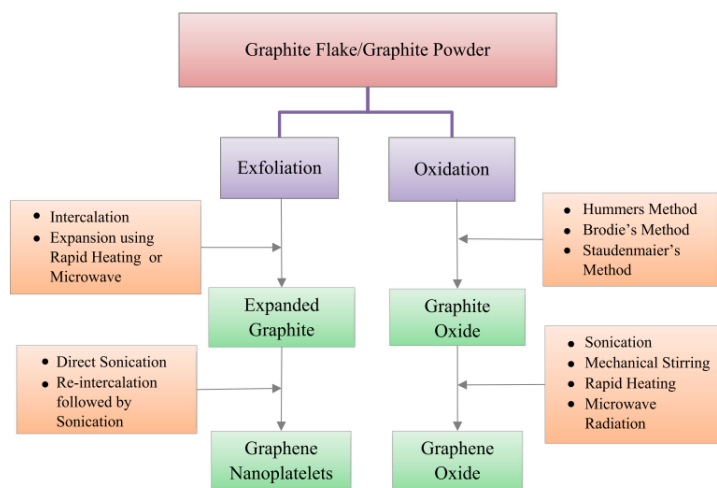 Graphite Flake/Graphite Powder
Exfoliation
Oxidation
● Intercalation
● Expansion using
Rapid Heating or
Microwave
● Hummers Method
● Brodie's Method
● Staudenmaier's
Method
Expanded
Graphite
Graphite
Oxide
● Direct Sonication
● Re-intercalation
followed by
Sonication
● Sonication
● Mechanical Stirring
● Rapid Heating
● Microwave
Radiation
Graphene
Nanoplatelets
Graphene
Oxide